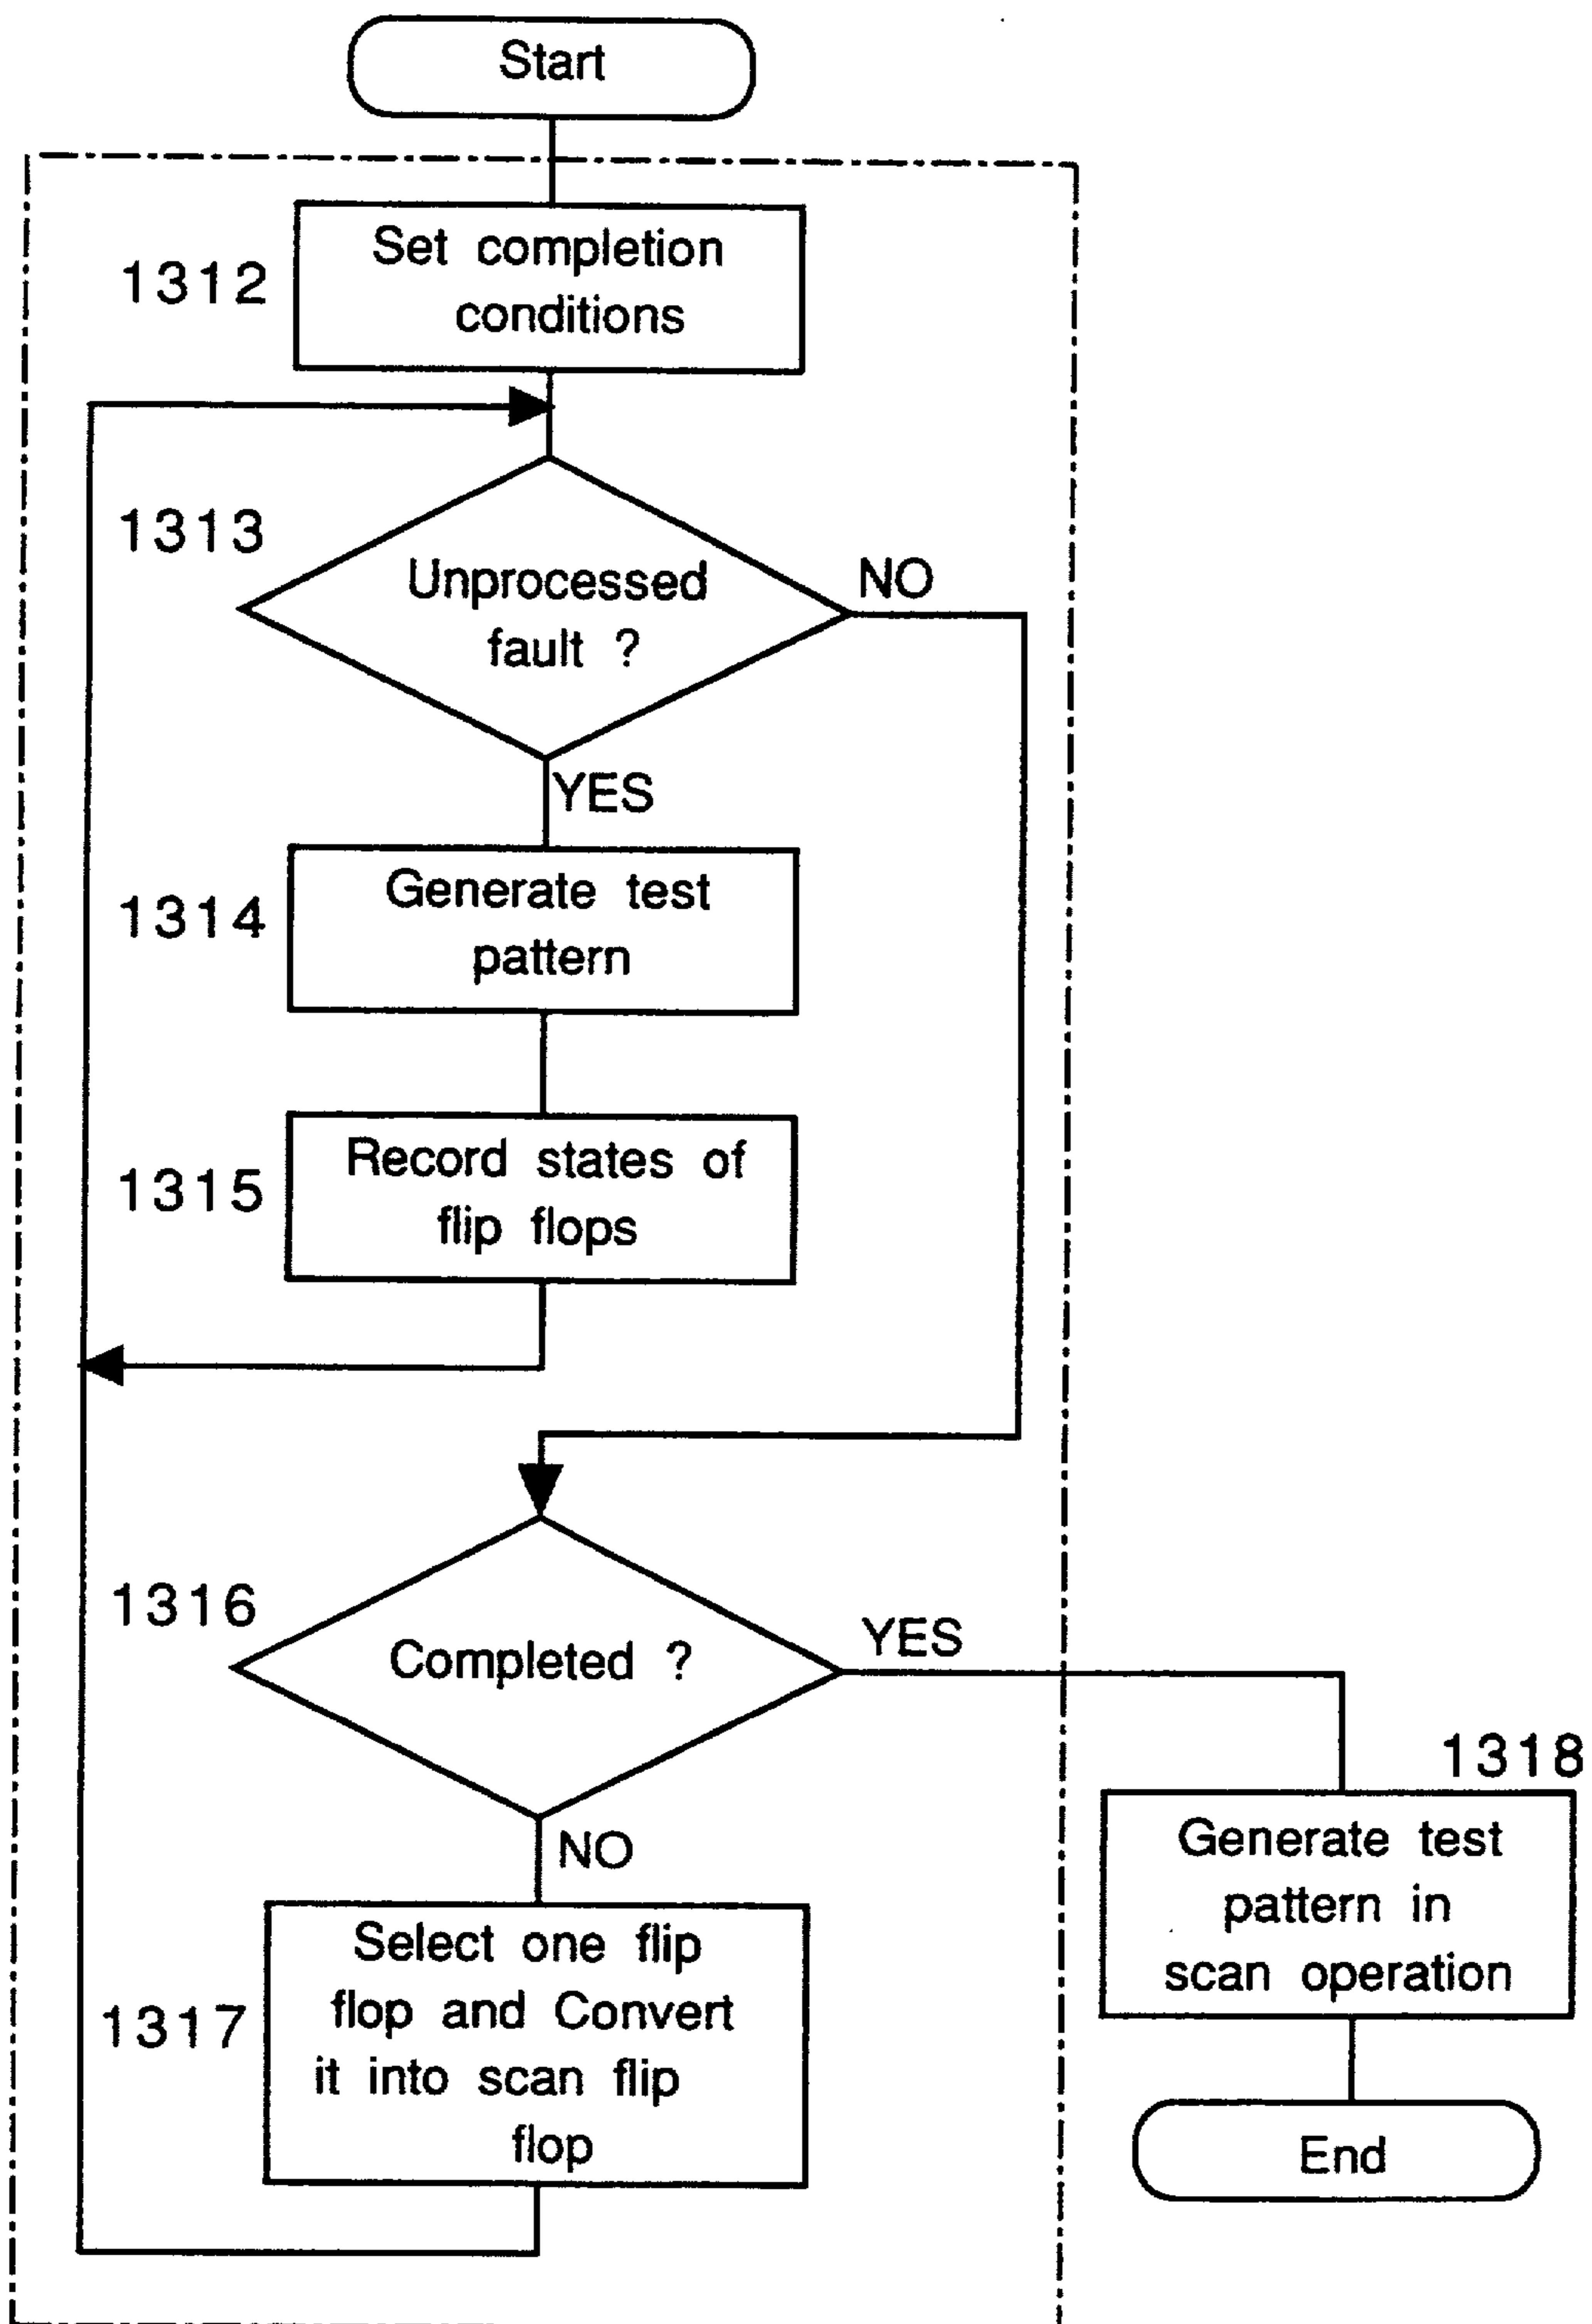 Start
1312
Set completion
conditions
1313
Unprocessed
fault ?
NO
YES
1314
Generate test
pattern
1315
Record states of
flip flops
1316
Completed ?
YES
NO
1317
Select one flip
flop and Convert
it into scan flip
flop
1318
Generate test
pattern in
scan operation
End